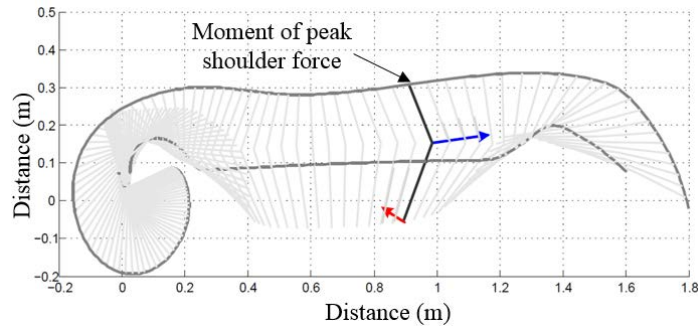 0.5
Moment of peak
shoulder force
0.4
0.3
0.2
0.1
0
−0.1
−0.2
Distance (m)
−0.2 0 0.2 0.4 0.6 0.8 1 1.2 1.4 1.6 1.8
Distance (m)